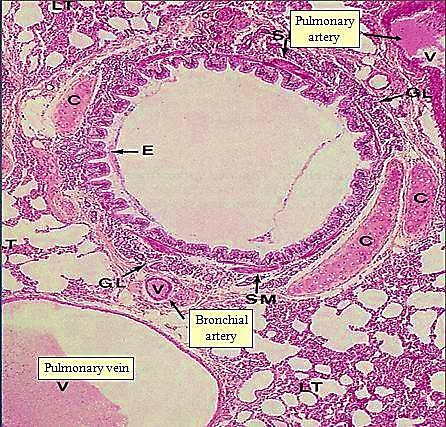 LT
Pulmonary
artery
S
V
GL
C
E
C
C
T
GL
V
SM
Bronchial
artery
Pulmonary vein
V
LT